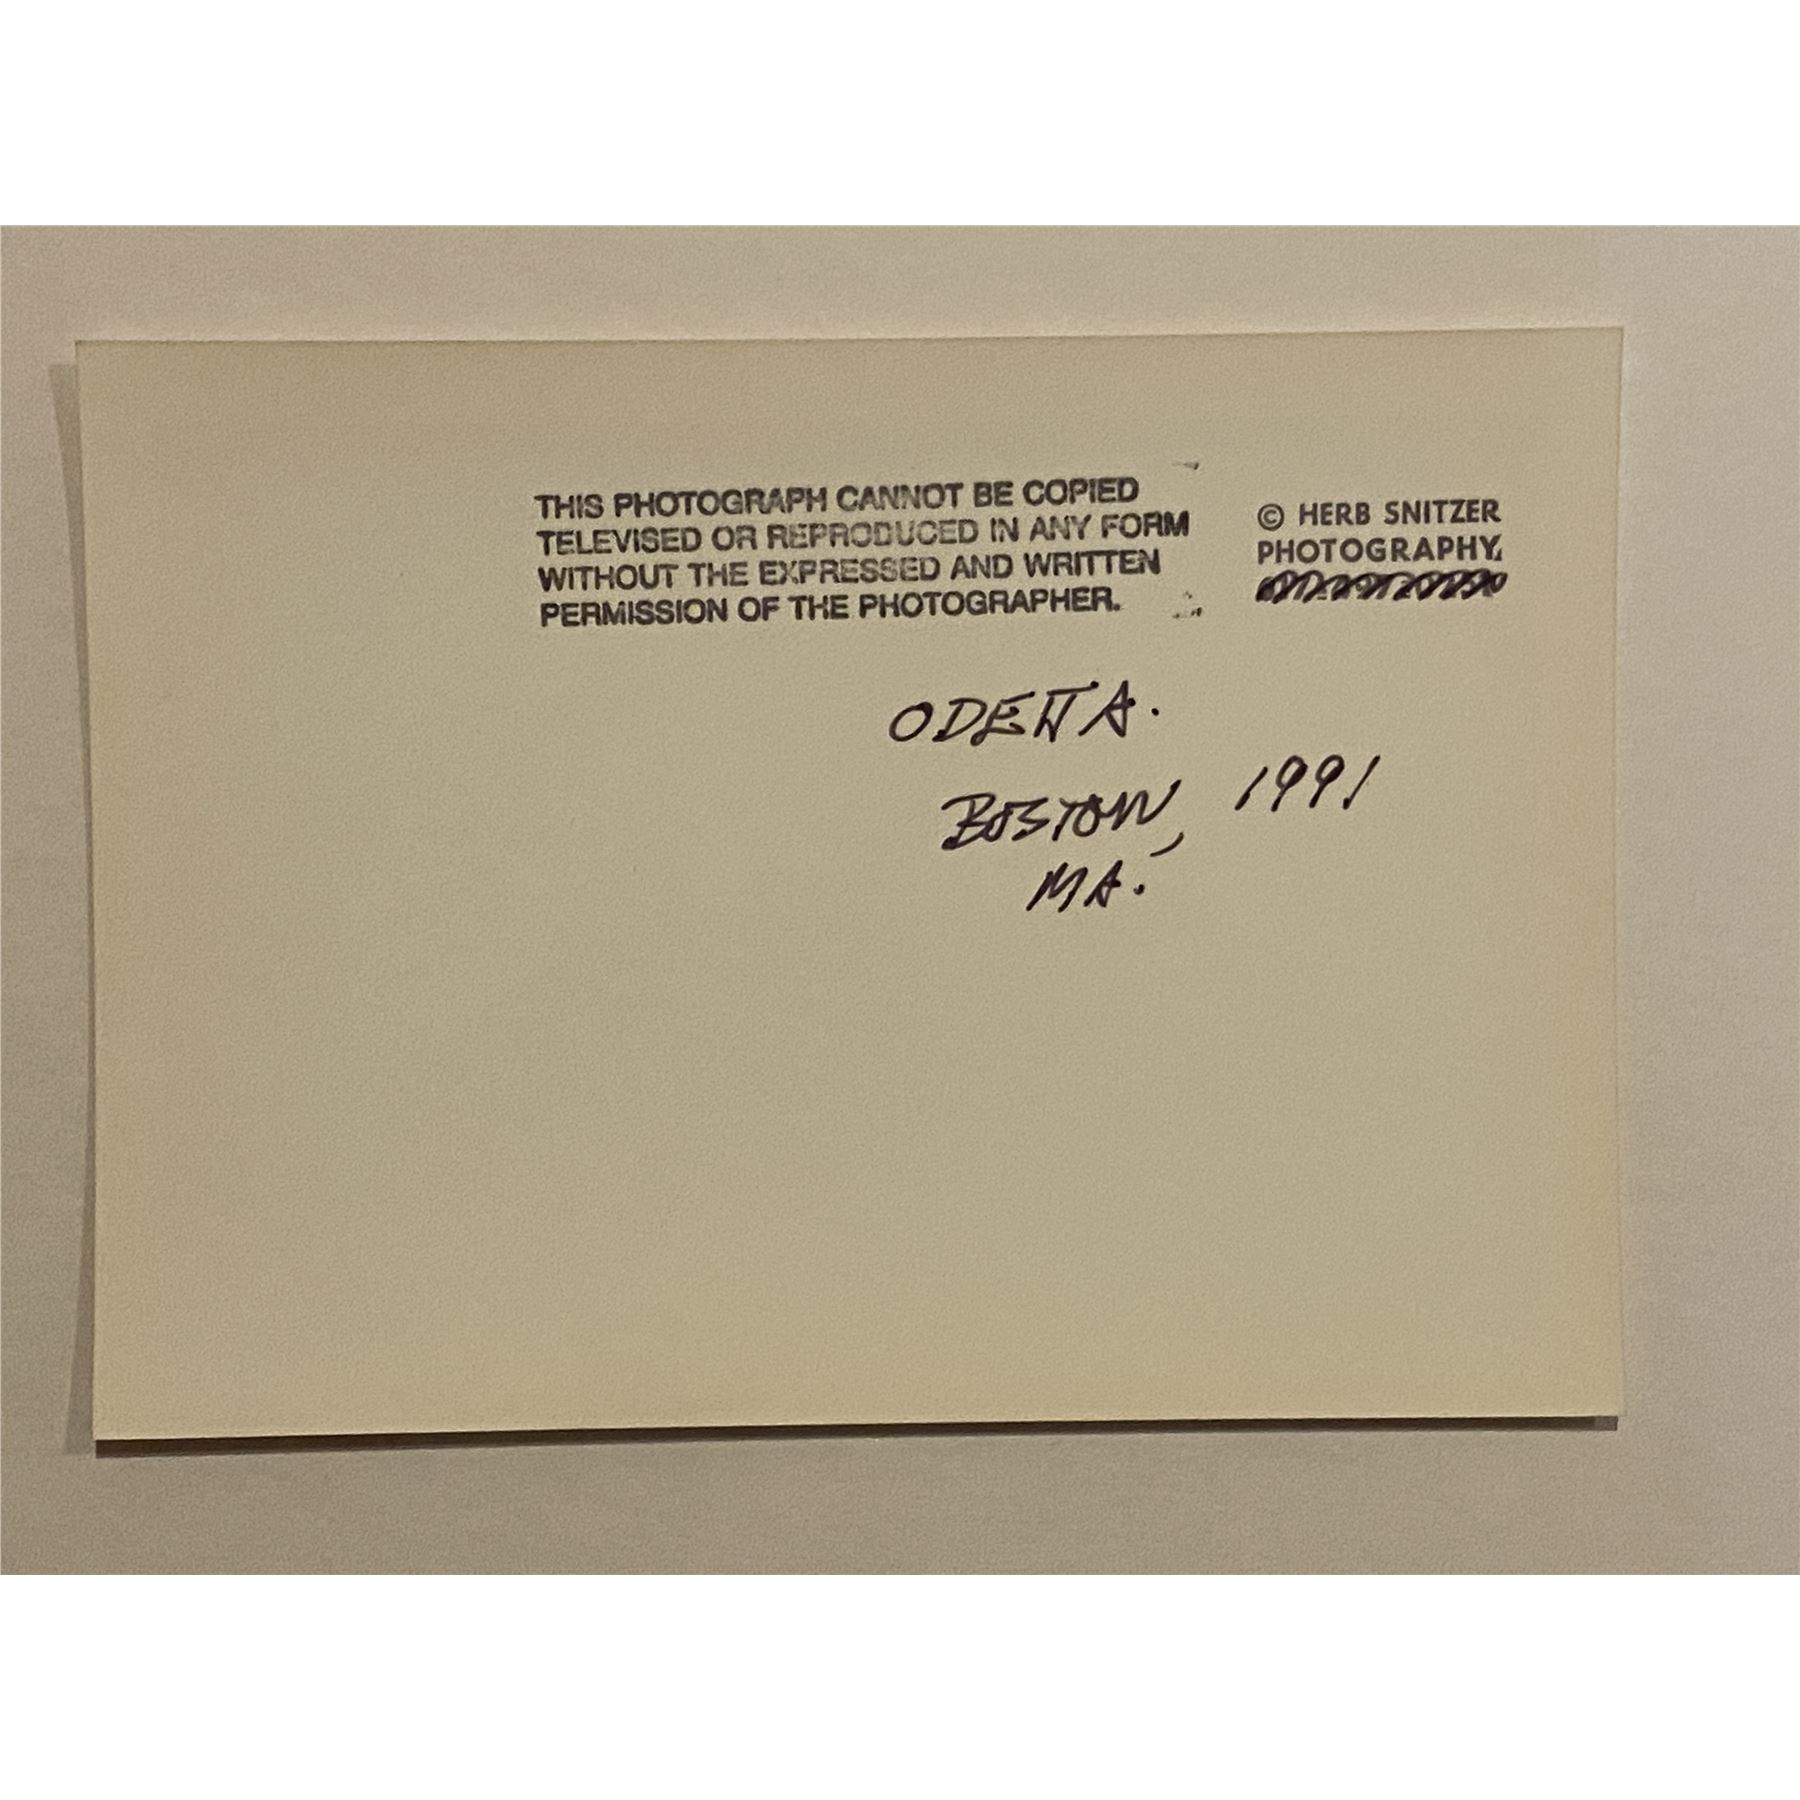 THIS PHOTOGRAPH CANNOT BE COPIED
TELEVISED OR REPRODUCED IN ANY FORM
WITHOUT THE EXPRESSED AND WRITTEN
PERMISSION OF THE PHOTOGRAPHER.
© HERB SNITZER
PHOTOGRAPHY,
ODETTA.
BOSTON, 1991
MA.